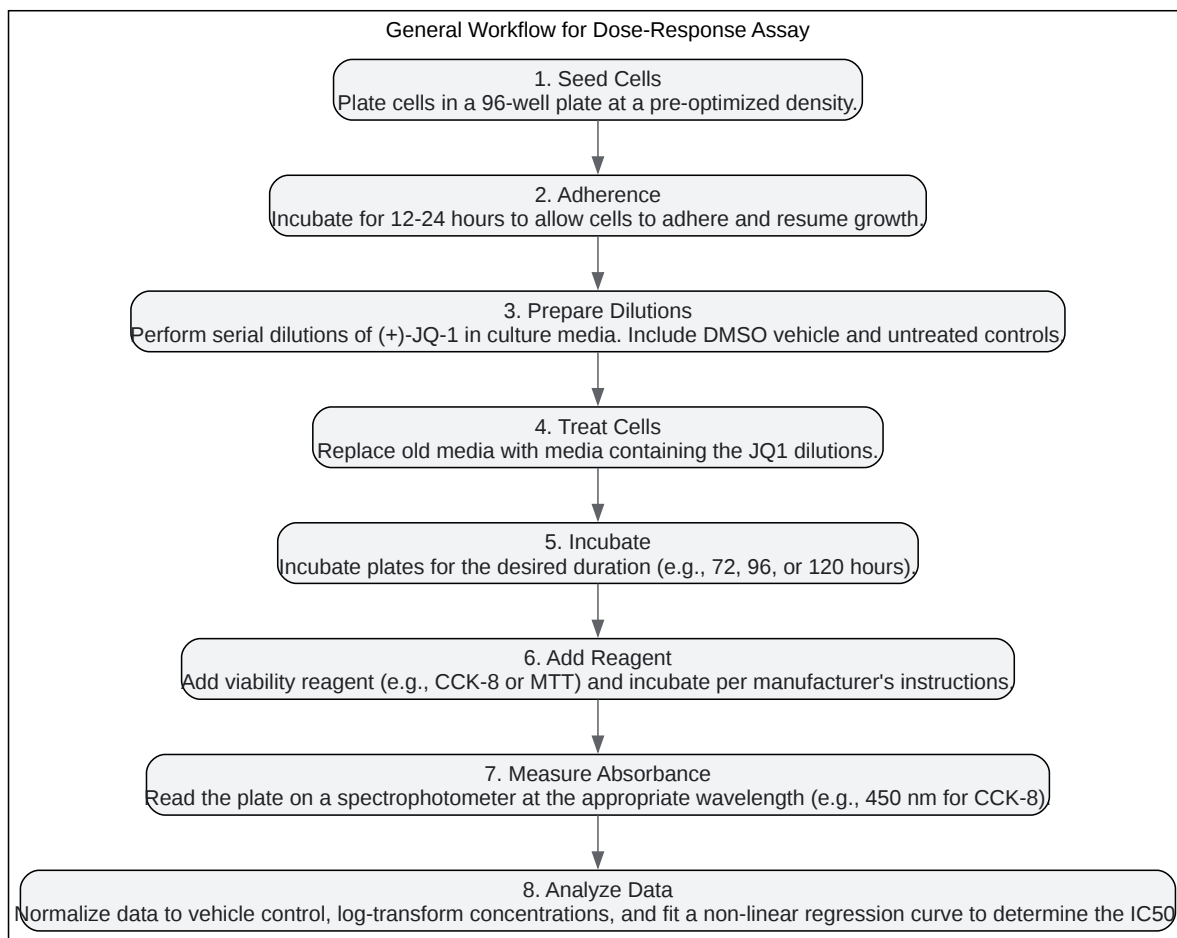 General Workflow for Dose-Response Assay
1. Seed Cells
Plate cells in a 96-well plate at a pre-optimized density.
2. Adherence
Incubate for 12-24 hours to allow cells to adhere and resume growth.
3. Prepare Dilutions
Perform serial dilutions of (+)-JQ-1 in culture media. Include DMSO vehicle and untreated controls.
4. Treat Cells
Replace old media with media containing the JQ1 dilutions.
5. Incubate
Incubate plates for the desired duration (e.g., 72, 96, or 120 hours).
6. Add Reagent
Add viability reagent (e.g., CCK-8 or MTT) and incubate per manufacturer's instructions.
7. Measure Absorbance
Read the plate on a spectrophotometer at the appropriate wavelength (e.g., 450 nm for CCK-8).
8. Analyze Data
Normalize data to vehicle control, log-transform concentrations, and fit a non-linear regression curve to determine the IC50